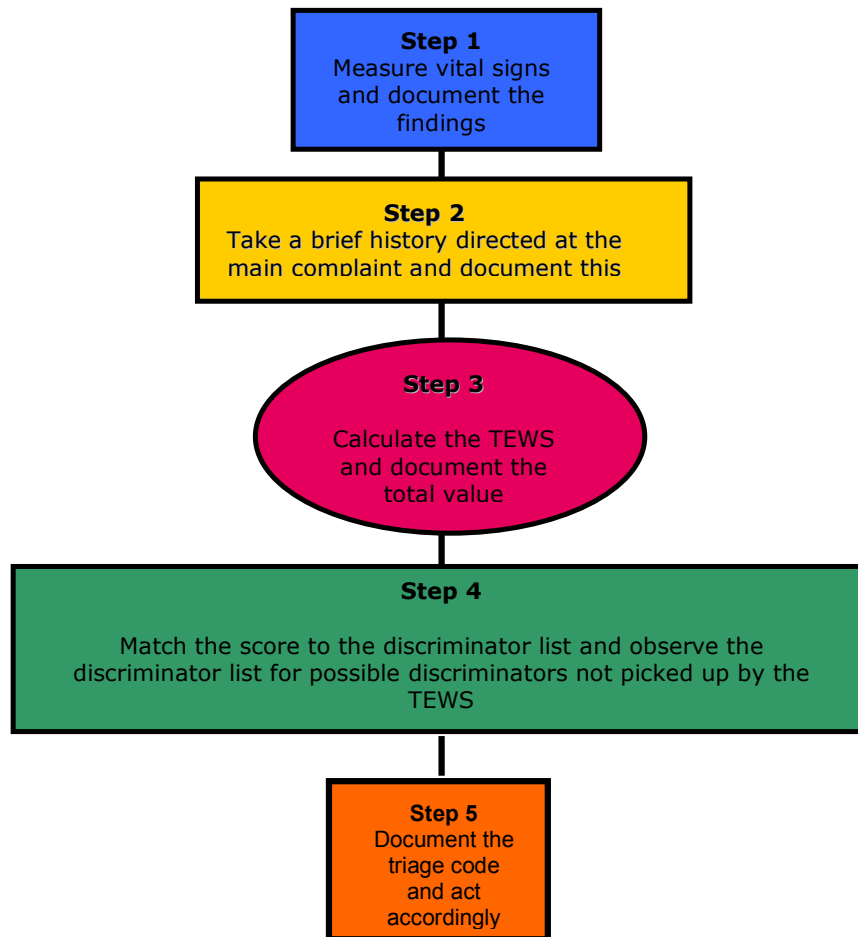 Step 1
Measure vital signs
and document the
findings
Step 2
Take a brief history directed at the
main complaint and document this
Step 3
Calculate the TEWS
and document the
total value
Step 4
Match the score to the discriminator list and observe the
discriminator list for possible discriminators not picked up by the
TEWS
Step 5
Document the
triage code
and act
accordingly